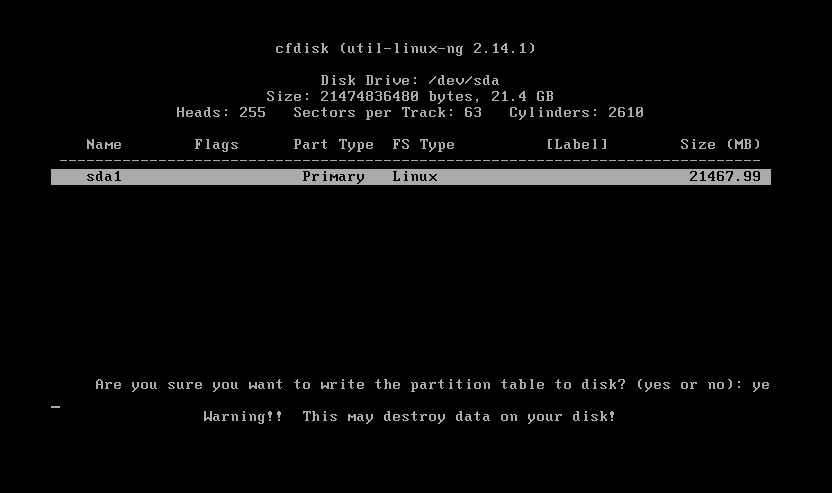 cfdisk (util-linux-ng 2.14.1)
Disk Drive: /dev/sda
Size: 21474836480 bytes, 21.4 GB
Heads: 255   Sectors per Track: 63   Cylinders: 2610
Name   Flags   Part Type   FS Type   [Label]   Size (MB)
sda1   Primary   Linux   21467.99
Are you sure you want to write the partition table to disk? (yes or no): ye
Warning!!  This may destroy data on your disk!